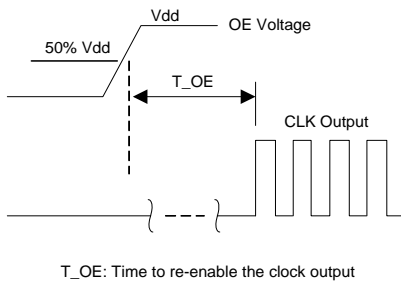 Vdd
OE Voltage
50% Vdd
T_OE
CLK Output
T_OE: Time to re-enable the clock output